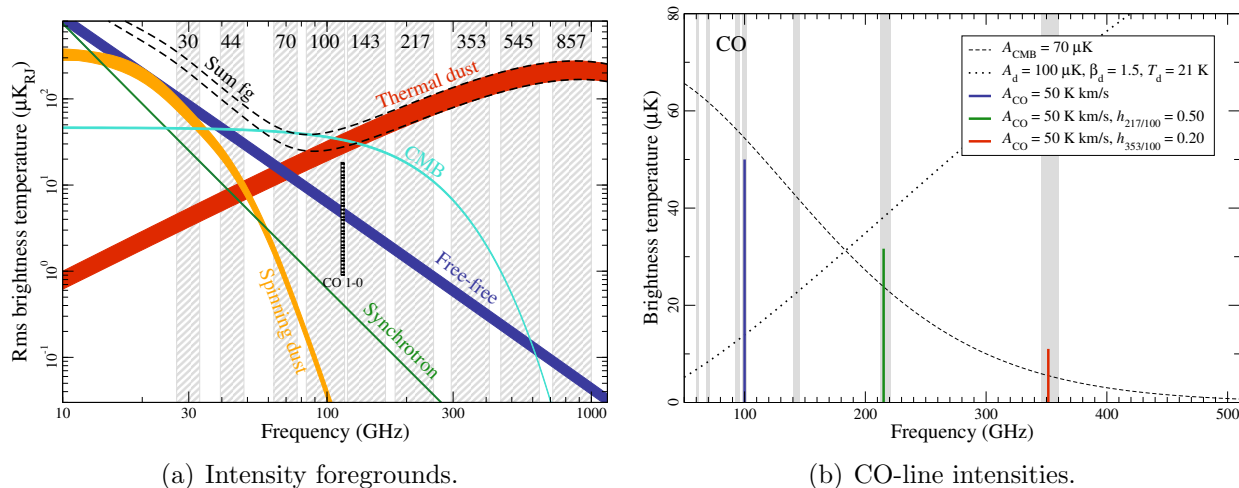 30 44 70 100 143 217 353 545 857
Sum fg
Thermal dust
CMB
CO 1-0
Free-free
Synchrotron
Spinning dust
Rms brightness temperature (μK_RJ)
10^2
10^1
10^0
10^-1
10 30 100 300 1000
Frequency (GHz)
(a) Intensity foregrounds.
CO
A_CMB = 70 μK
A_d = 100 μK, β_d = 1.5, T_d = 21 K
A_CO = 50 K km/s
A_CO = 50 K km/s, h_217/100 = 0.50
A_CO = 50 K km/s, h_353/100 = 0.20
Brightness temperature (μK)
80
60
40
20
0
100 200 300 400 500
Frequency (GHz)
(b) CO-line intensities.